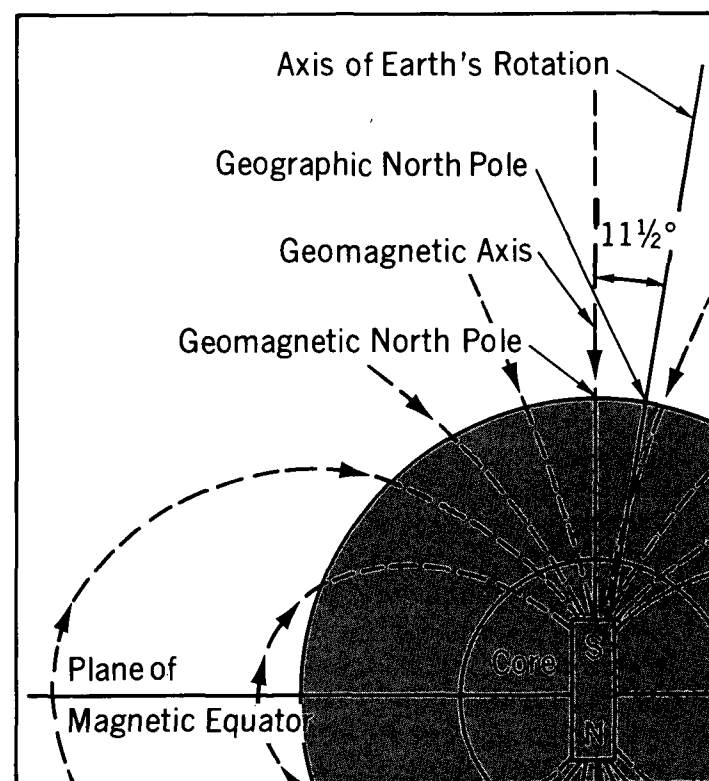 Axis of Earth's Rotation
Geographic North Pole
11½°
Geomagnetic Axis
Geomagnetic North Pole
Core
S
Plane of
Magnetic Equator
N